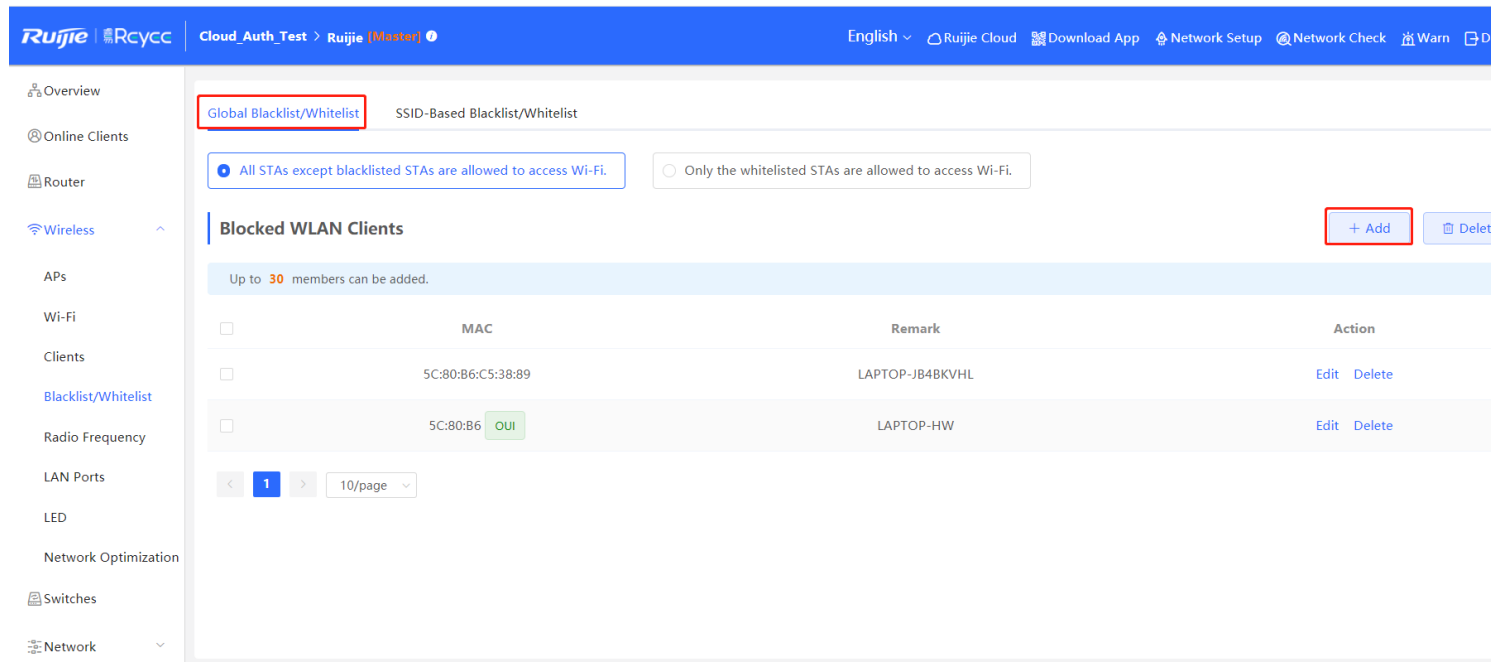 Ruijie | Reyee Cloud_Auth_Test > Ruijie [Master] English Ruijie Cloud Download App Network Setup Network Check Warn
Overview
Global Blacklist/Whitelist SSID-Based Blacklist/Whitelist
Online Clients
All STAs except blacklisted STAs are allowed to access Wi-Fi. Only the whitelisted STAs are allowed to access Wi-Fi.
Router
Wireless
Blocked WLAN Clients + Add Delet
APs
Up to 30 members can be added.
Wi-Fi
MAC Remark Action
Clients
5C:80:B6:C5:38:89 LAPTOP-JB4BKVHL Edit Delete
Blacklist/Whitelist
5C:80:B6 OUI LAPTOP-HW Edit Delete
Radio Frequency
LAN Ports
< 1 > 10/page
LED
Network Optimization
Switches
Network